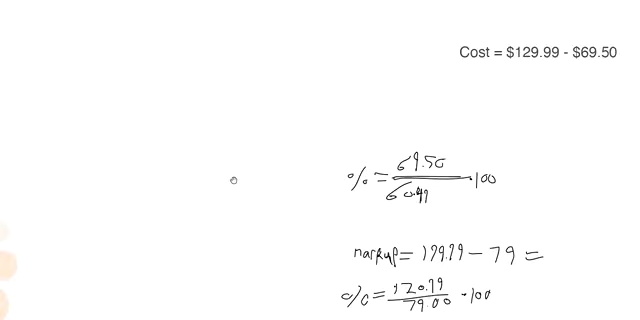 Cost = $129.99 - $69.50
% = 69.50 / 60.49 · 100
markup = 199.99 - 79 =
% = 120.99 / 79.00 · 100